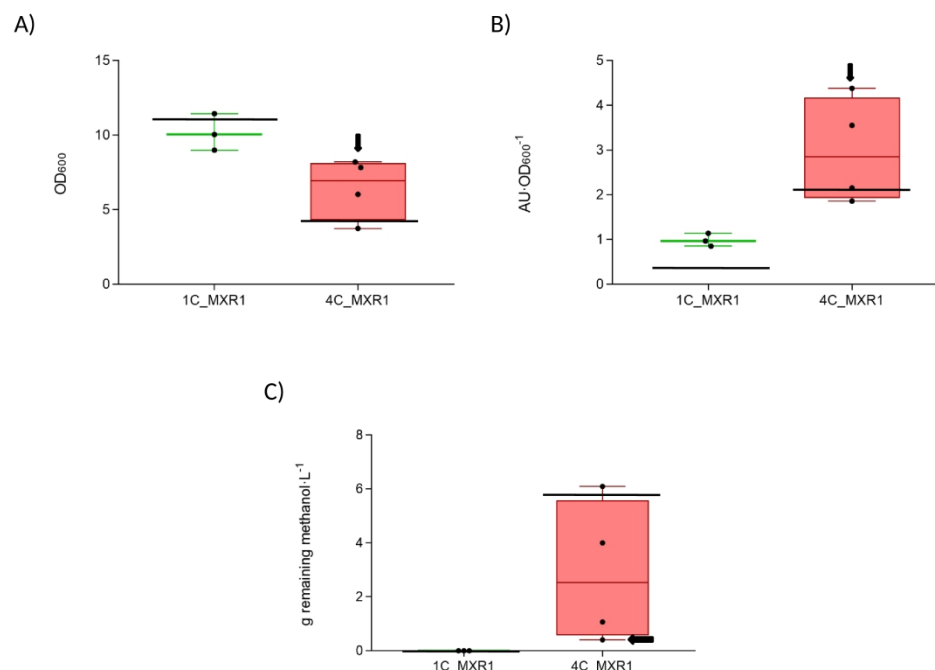 A)
15
10
5
0
OD₆₀₀
1C_MXR1
4C_MXR1
B)
5
4
3
2
1
0
AU·OD₆₀₀⁻¹
1C_MXR1
4C_MXR1
C)
8
6
4
2
0
g remaining methanol·L⁻¹
1C_MXR1
4C_MXR1